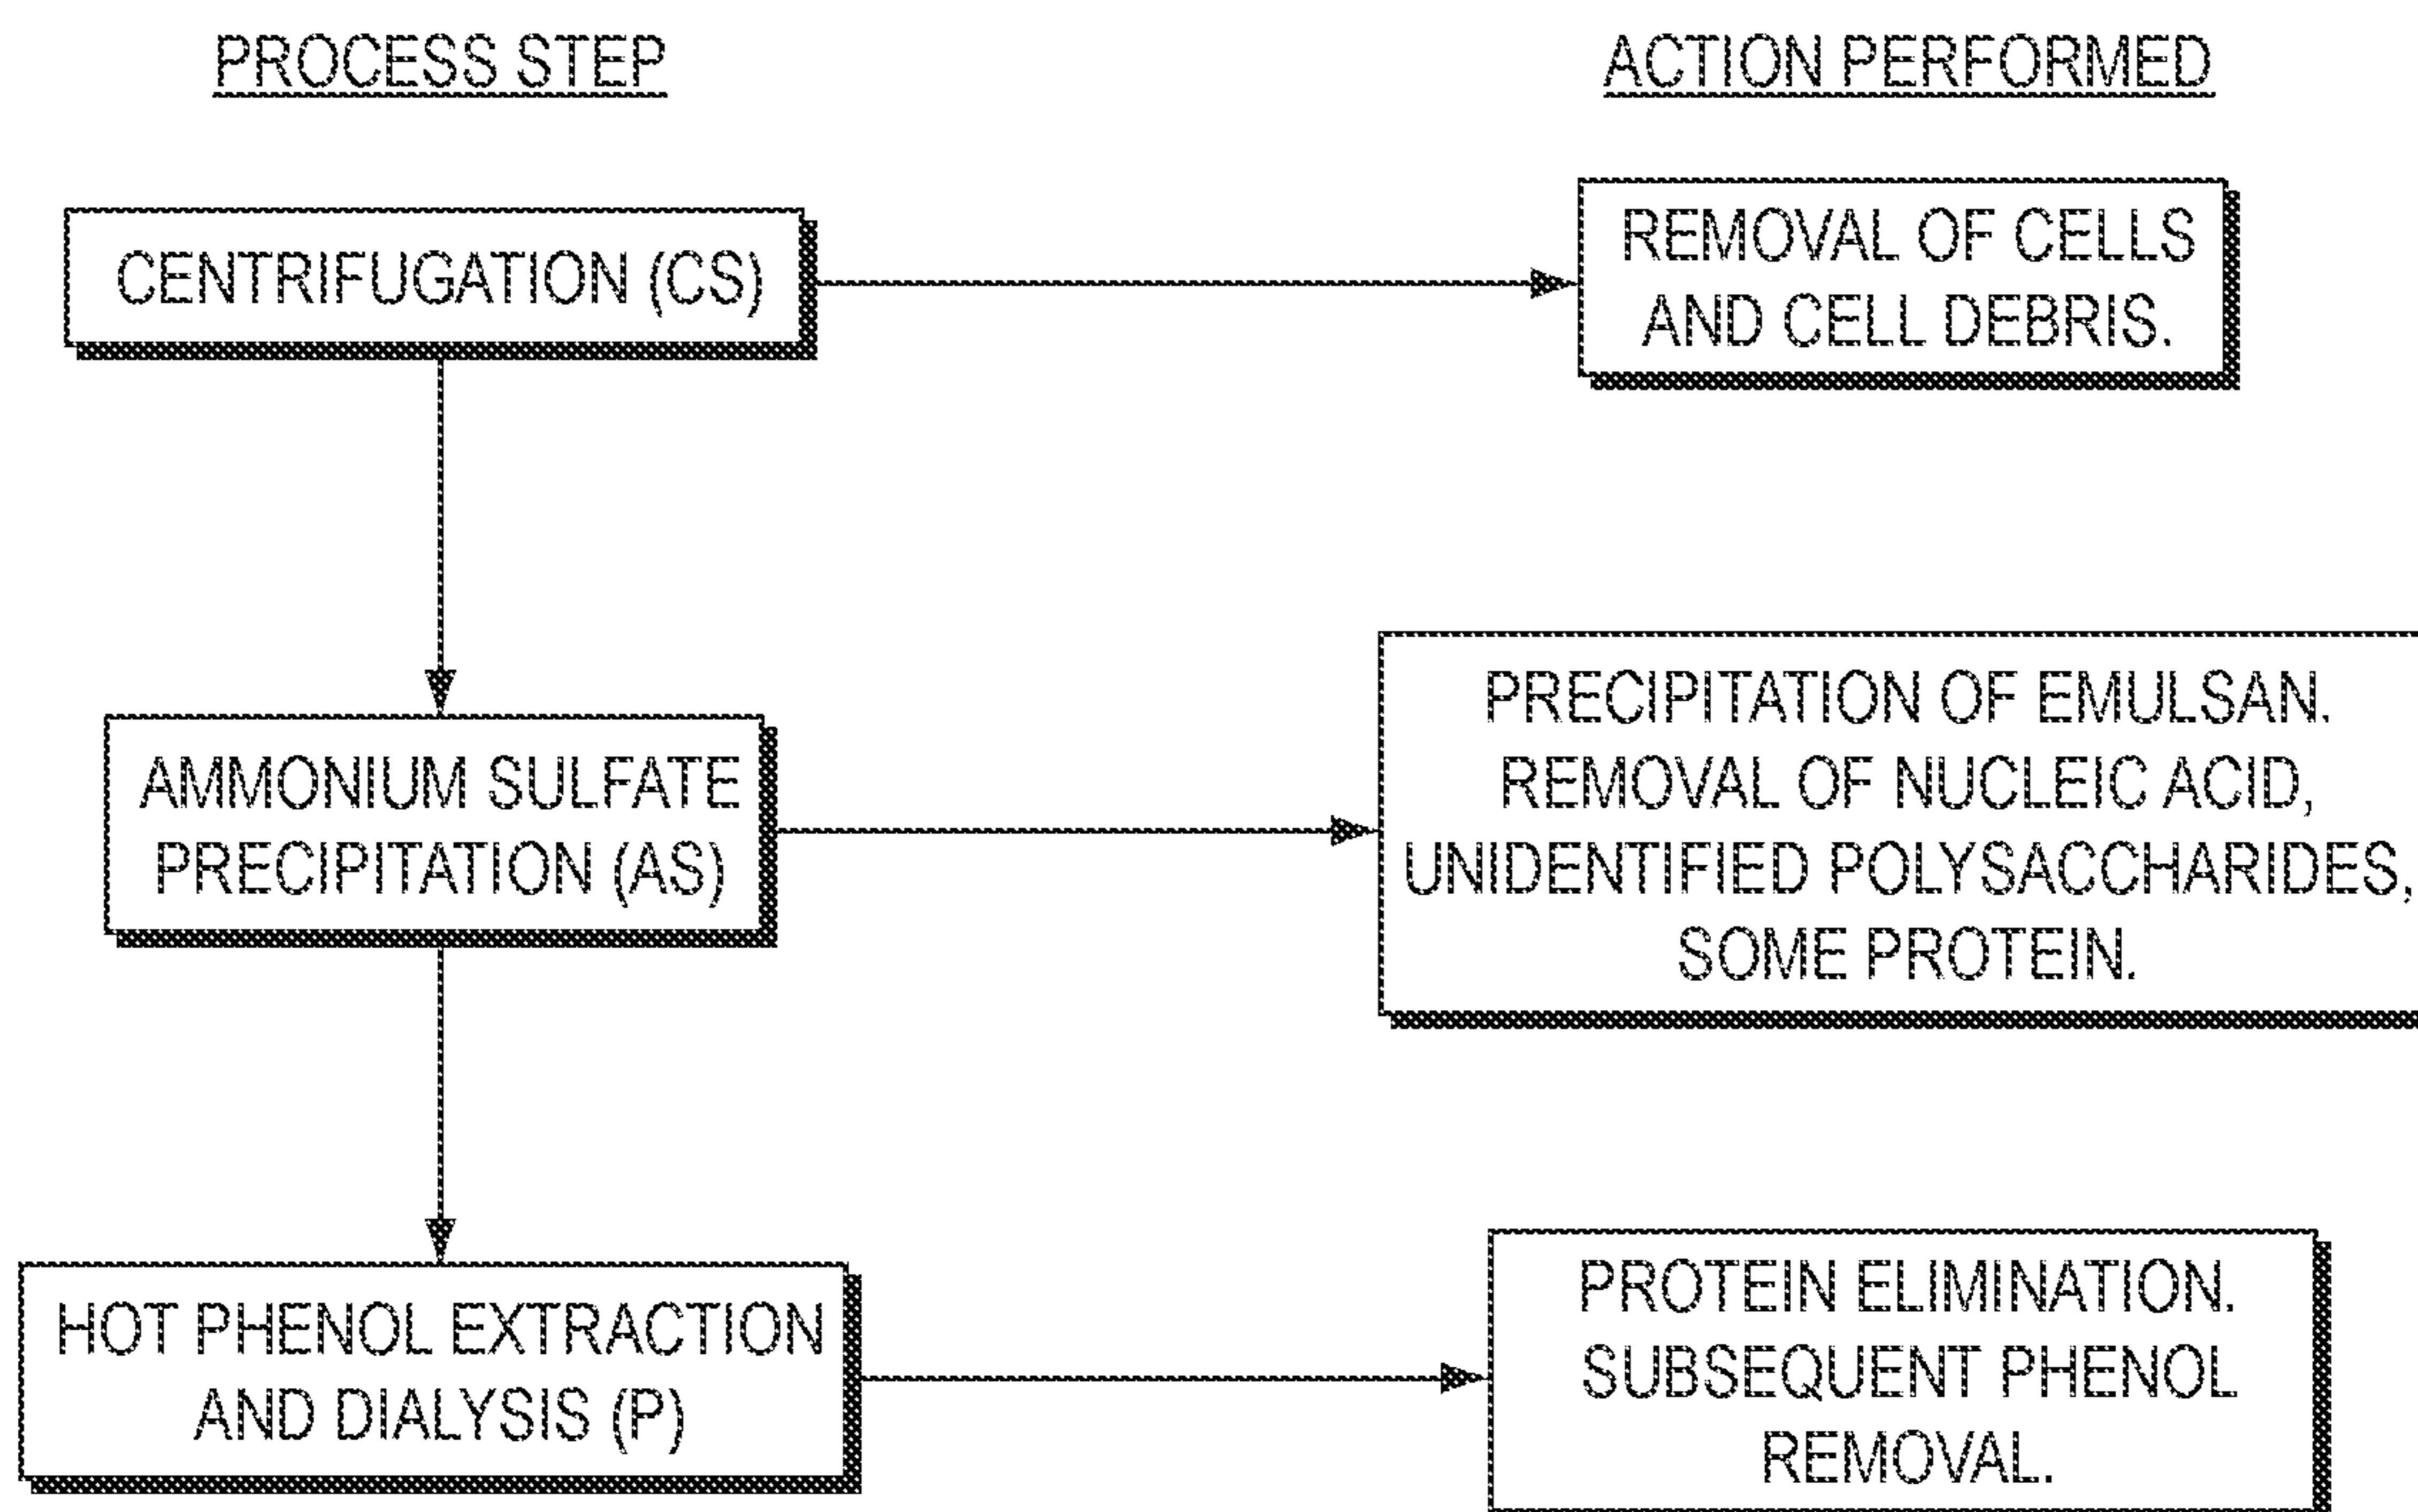 PROCESS STEP
ACTION PERFORMED
CENTRIFUGATION (CS)
REMOVAL OF CELLS
AND CELL DEBRIS.
AMMONIUM SULFATE
PRECIPITATION (AS)
PRECIPITATION OF EMULSAN.
REMOVAL OF NUCLEIC ACID,
UNIDENTIFIED POLYSACCHARIDES,
SOME PROTEIN.
HOT PHENOL EXTRACTION
AND DIALYSIS (P)
PROTEIN ELIMINATION.
SUBSEQUENT PHENOL
REMOVAL.